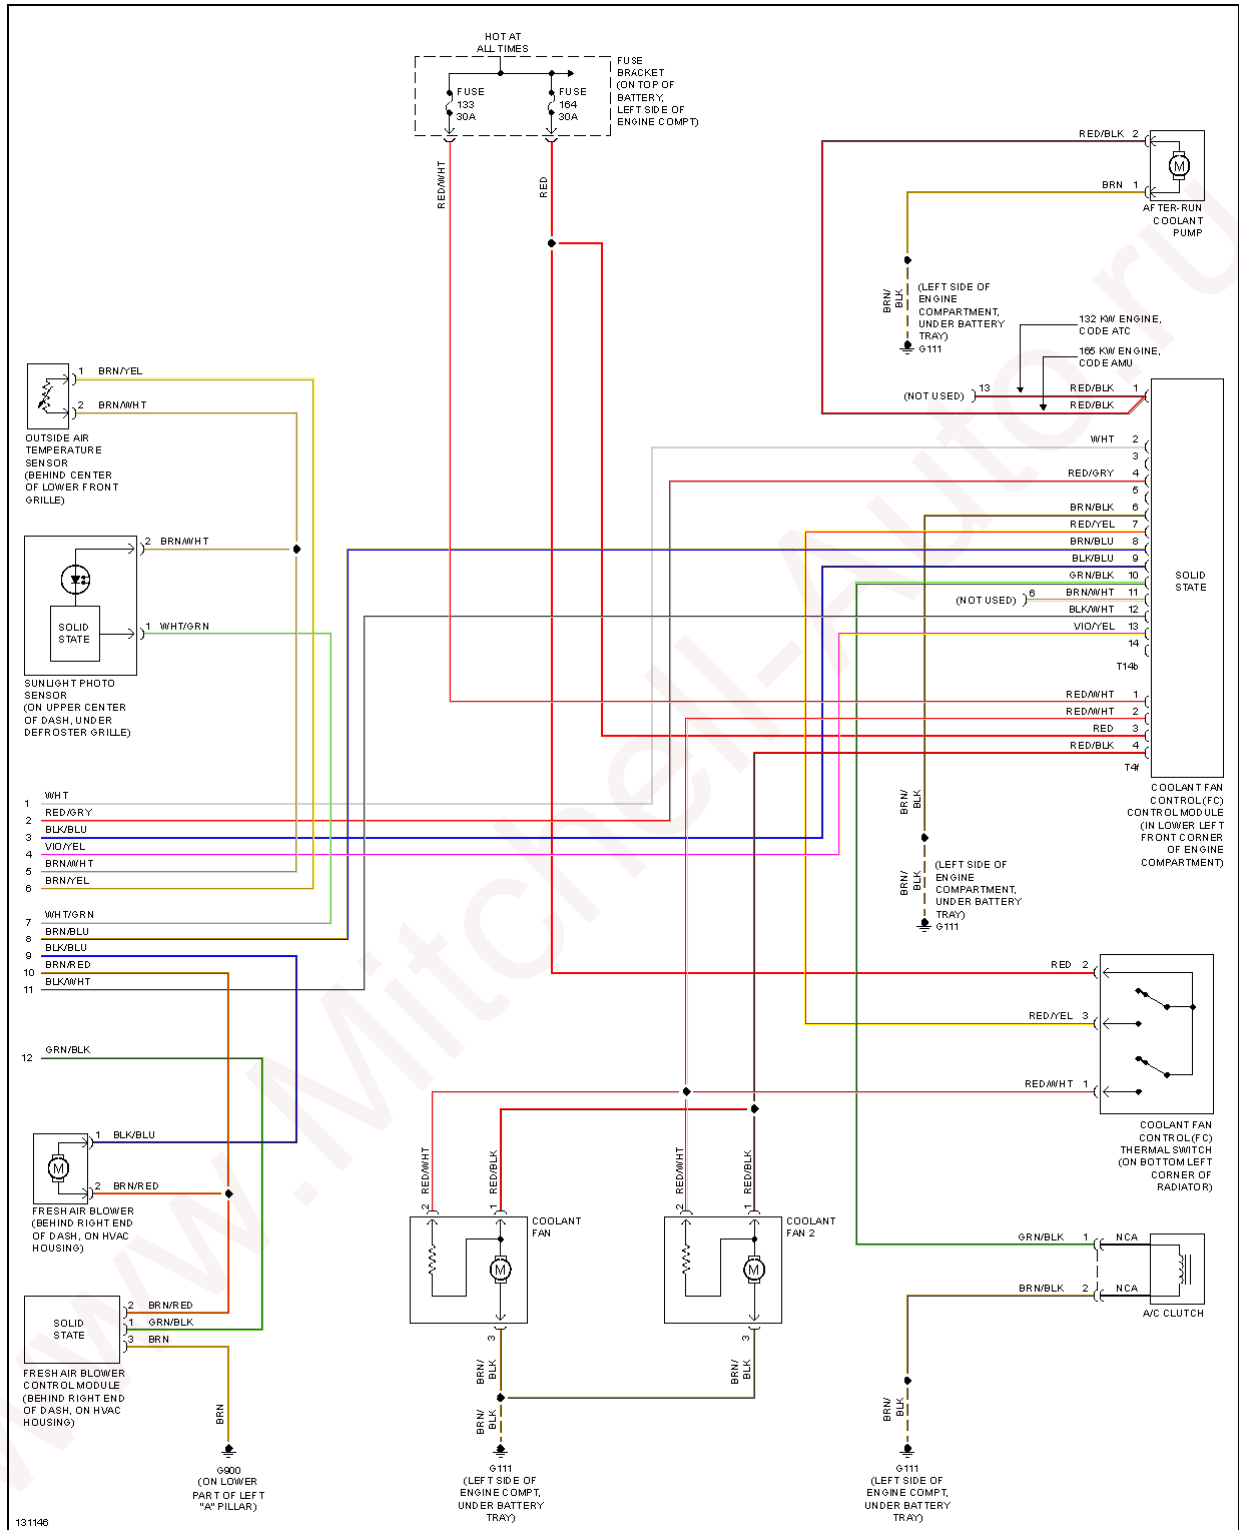 HOT AT
ALL TIMES
FUSE
BRACKET
(ON TOP OF
BATTERY,
LEFT SIDE OF
ENGINE COMPT)
FUSE
133
30A
FUSE
164
30A
RED/WHT
RED
RED/BLK 2
BRN 1
M
AFTER-RUN
COOLANT
PUMP
BRN/
BLK
(LEFT SIDE OF
ENGINE
COMPARTMENT,
UNDER BATTERY
TRAY)
G111
132 KW ENGINE,
CODE ATC
165 KW ENGINE,
CODE AMU
(NOT USED) 13
RED/BLK 1
RED/BLK
WHT 2
3
RED/GRY 4
5
BRN/BLK 6
RED/YEL 7
BRN/BLU 8
BLK/BLU 9
GRN/BLK 10
(NOT USED) 6 BRN/WHT 11
BLK/WHT 12
VIO/YEL 13
14
T14b
RED/WHT 1
RED/WHT 2
RED 3
RED/BLK 4
T4f
SOLID
STATE
COOLANT FAN
CONTROL(FC)
CONTROL MODULE
(IN LOWER LEFT
FRONT CORNER
OF ENGINE
COMPARTMENT)
1 BRN/YEL
2 BRN/WHT
OUTSIDE AIR
TEMPERATURE
SENSOR
(BEHIND CENTER
OF LOWER FRONT
GRILLE)
2 BRN/WHT
1 WHT/GRN
SOLID
STATE
SUNLIGHT PHOTO
SENSOR
(ON UPPER CENTER
OF DASH, UNDER
DEFROSTER GRILLE)
1 WHT
2 RED/GRY
3 BLK/BLU
4 VIO/YEL
5 BRN/WHT
6 BRN/YEL
7 WHT/GRN
8 BRN/BLU
9 BLK/BLU
10 BRN/RED
11 BLK/WHT
12 GRN/BLK
BRN/
BLK
BRN/
BLK
(LEFT SIDE OF
ENGINE
COMPARTMENT,
UNDER BATTERY
TRAY)
G111
RED 2
RED/YEL 3
RED/WHT 1
COOLANT FAN
CONTROL(FC)
THERMAL SWITCH
(ON BOTTOM LEFT
CORNER OF
RADIATOR)
1 BLK/BLU
M
2 BRN/RED
FRESH AIR BLOWER
(BEHIND RIGHT END
OF DASH, ON HVAC
HOUSING)
2 BRN/RED
1 GRN/BLK
3 BRN
SOLID
STATE
FRESH AIR BLOWER
CONTROL MODULE
(BEHIND RIGHT END
OF DASH, ON HVAC
HOUSING)
BRN
G900
(ON LOWER
PART OF LEFT
"A" PILLAR)
2 RED/WHT
1 RED/BLK
M
COOLANT
FAN
3
BRN/
BLK
BRN/
BLK
G111
(LEFT SIDE OF
ENGINE COMPT,
UNDER BATTERY
TRAY)
2 RED/WHT
1 RED/BLK
M
COOLANT
FAN 2
3
BRN/
BLK
GRN/BLK 1 NCA
BRN/BLK 2 NCA
A/C CLUTCH
BRN/
BLK
G111
(LEFT SIDE OF
ENGINE COMPT,
UNDER BATTERY
TRAY)
131146
www.Mitchell-Auto.ru